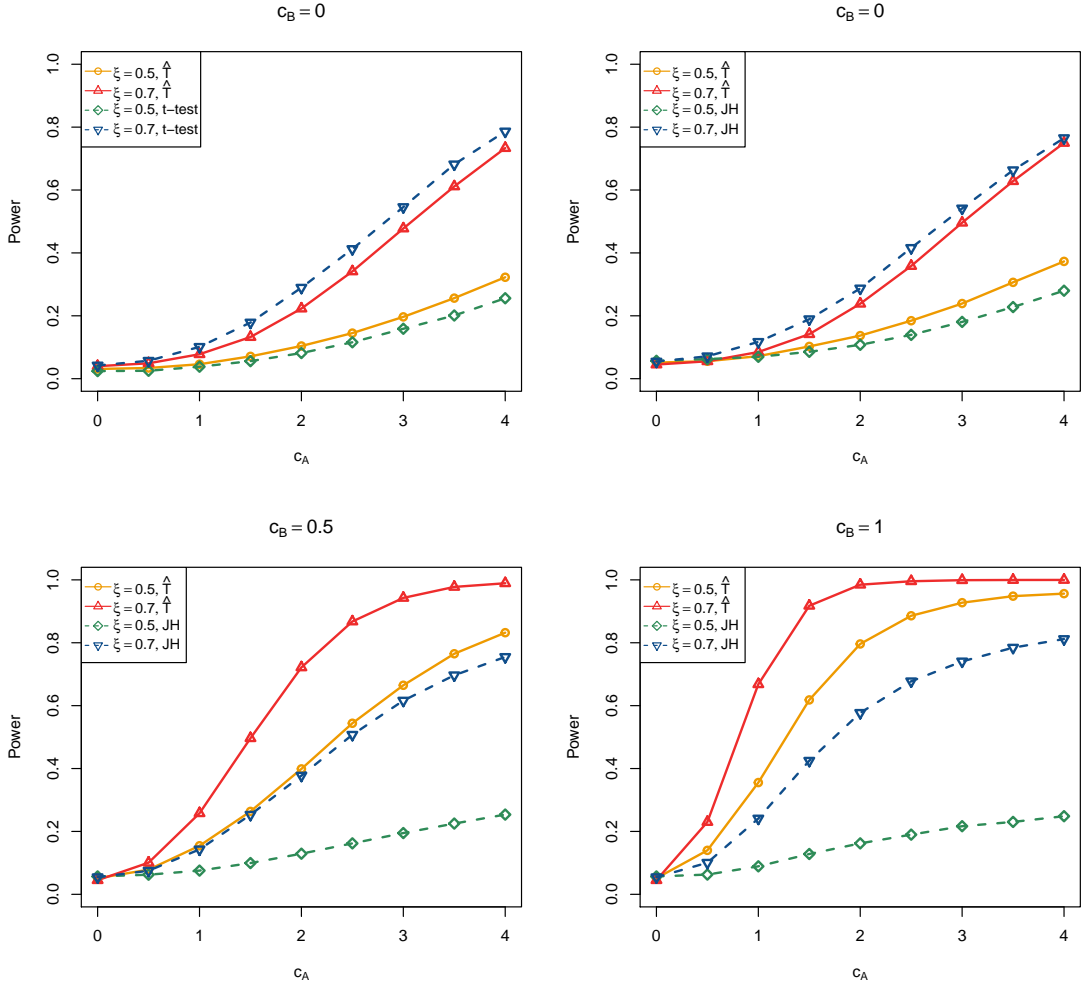 c_B = 0
ξ = 0.5, T̂
ξ = 0.7, T̂
ξ = 0.5, t−test
ξ = 0.7, t−test
Power
0.0 0.2 0.4 0.6 0.8 1.0
0 1 2 3 4
c_A
c_B = 0
ξ = 0.5, T̂
ξ = 0.7, T̂
ξ = 0.5, JH
ξ = 0.7, JH
Power
0.0 0.2 0.4 0.6 0.8 1.0
0 1 2 3 4
c_A
c_B = 0.5
ξ = 0.5, T̂
ξ = 0.7, T̂
ξ = 0.5, JH
ξ = 0.7, JH
Power
0.0 0.2 0.4 0.6 0.8 1.0
0 1 2 3 4
c_A
c_B = 1
ξ = 0.5, T̂
ξ = 0.7, T̂
ξ = 0.5, JH
ξ = 0.7, JH
Power
0.0 0.2 0.4 0.6 0.8 1.0
0 1 2 3 4
c_A